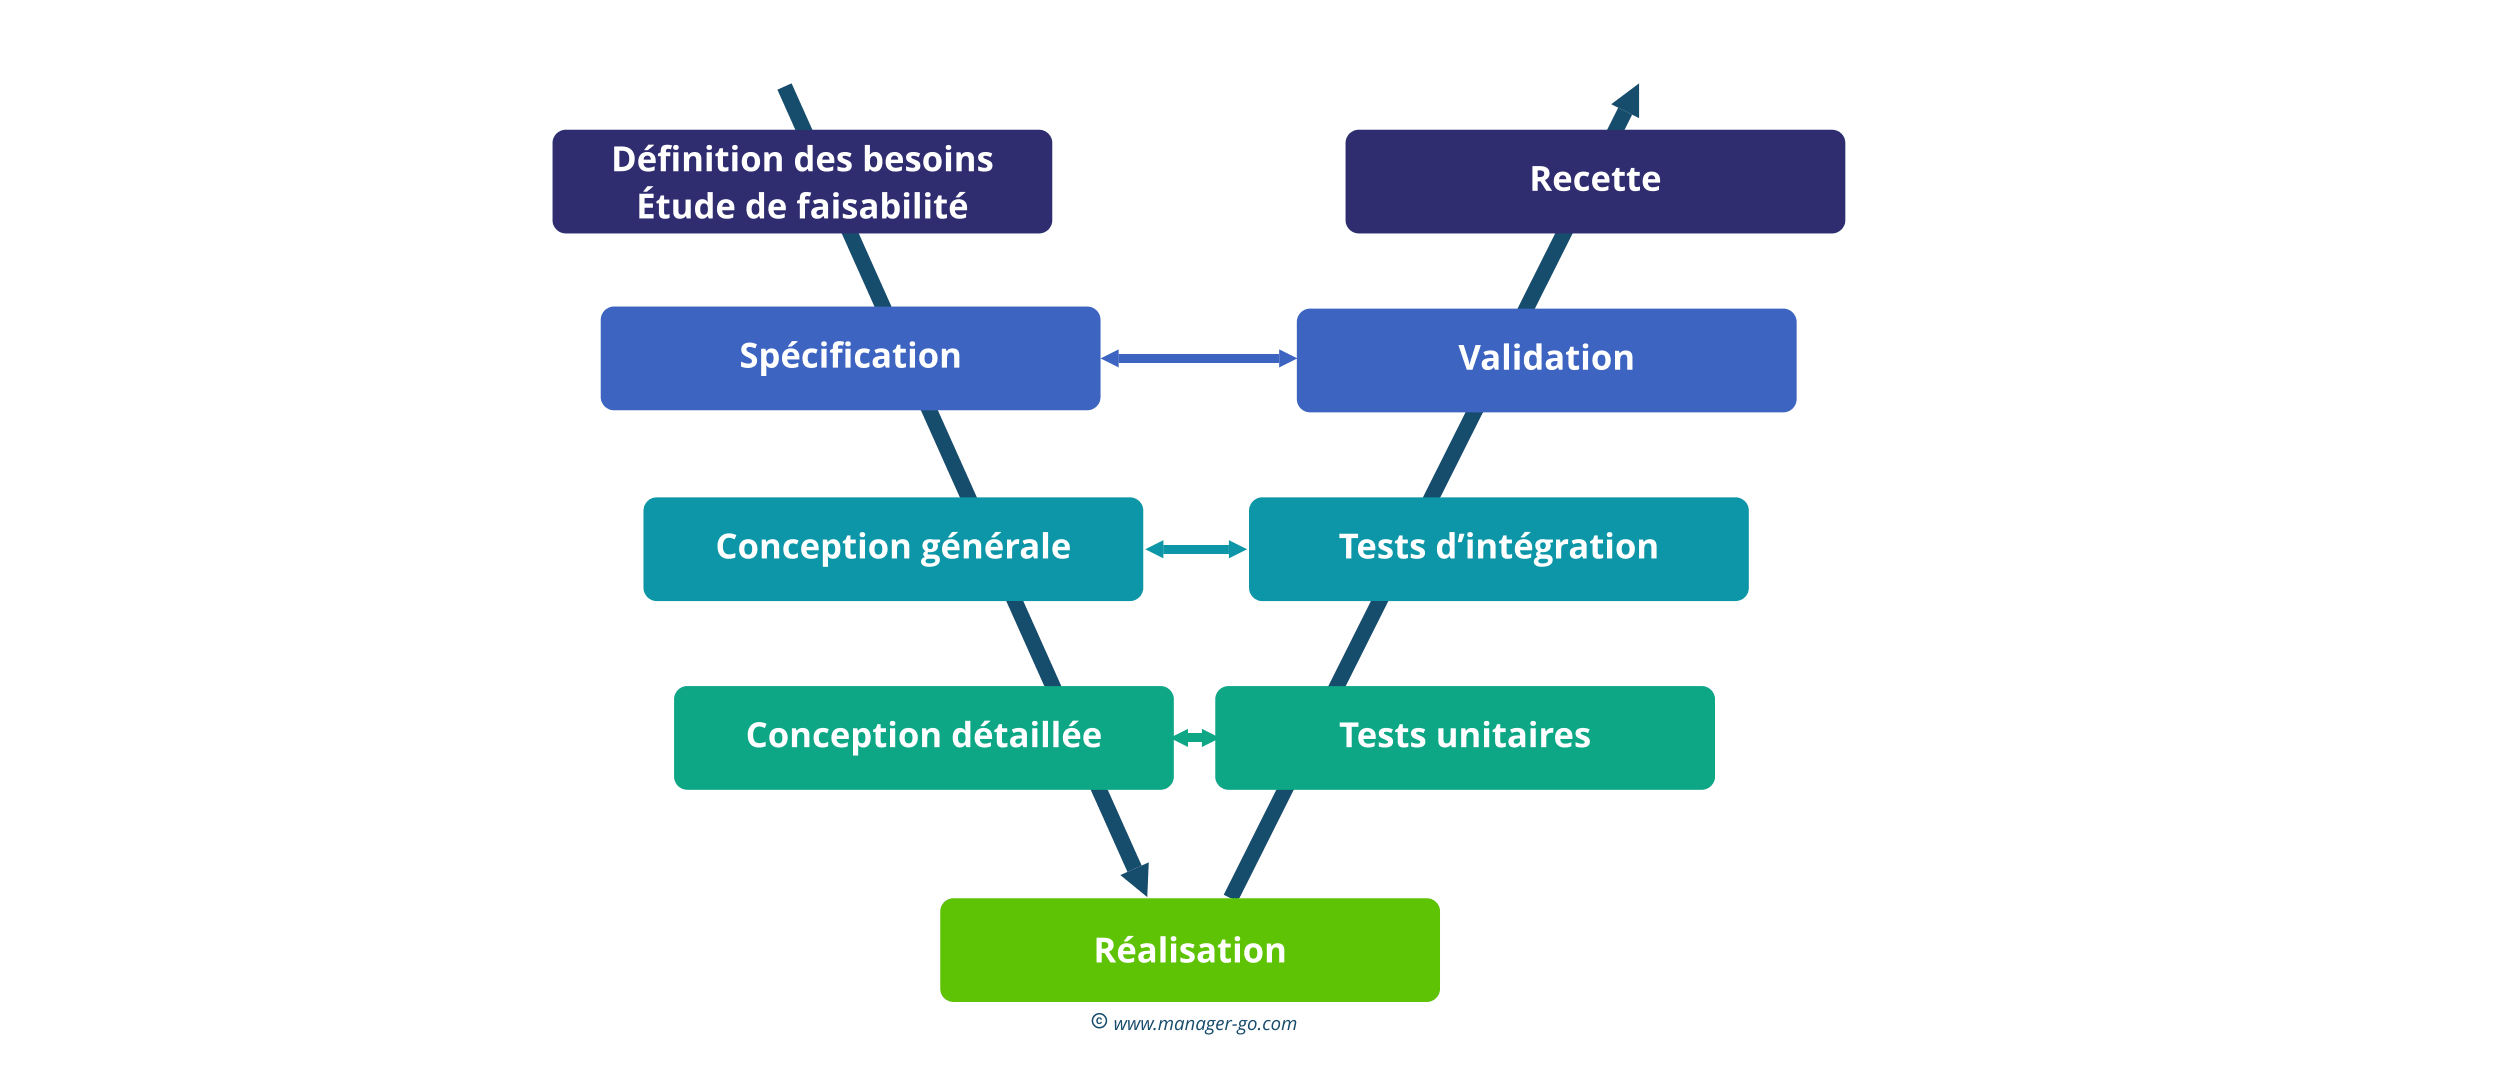 Définition des besoins
Étude de faisabilité
Recette
Spécification
Validation
Conception générale
Tests d'intégration
Conception détaillée
Tests unitaires
Réalisation
© www.manager-go.com